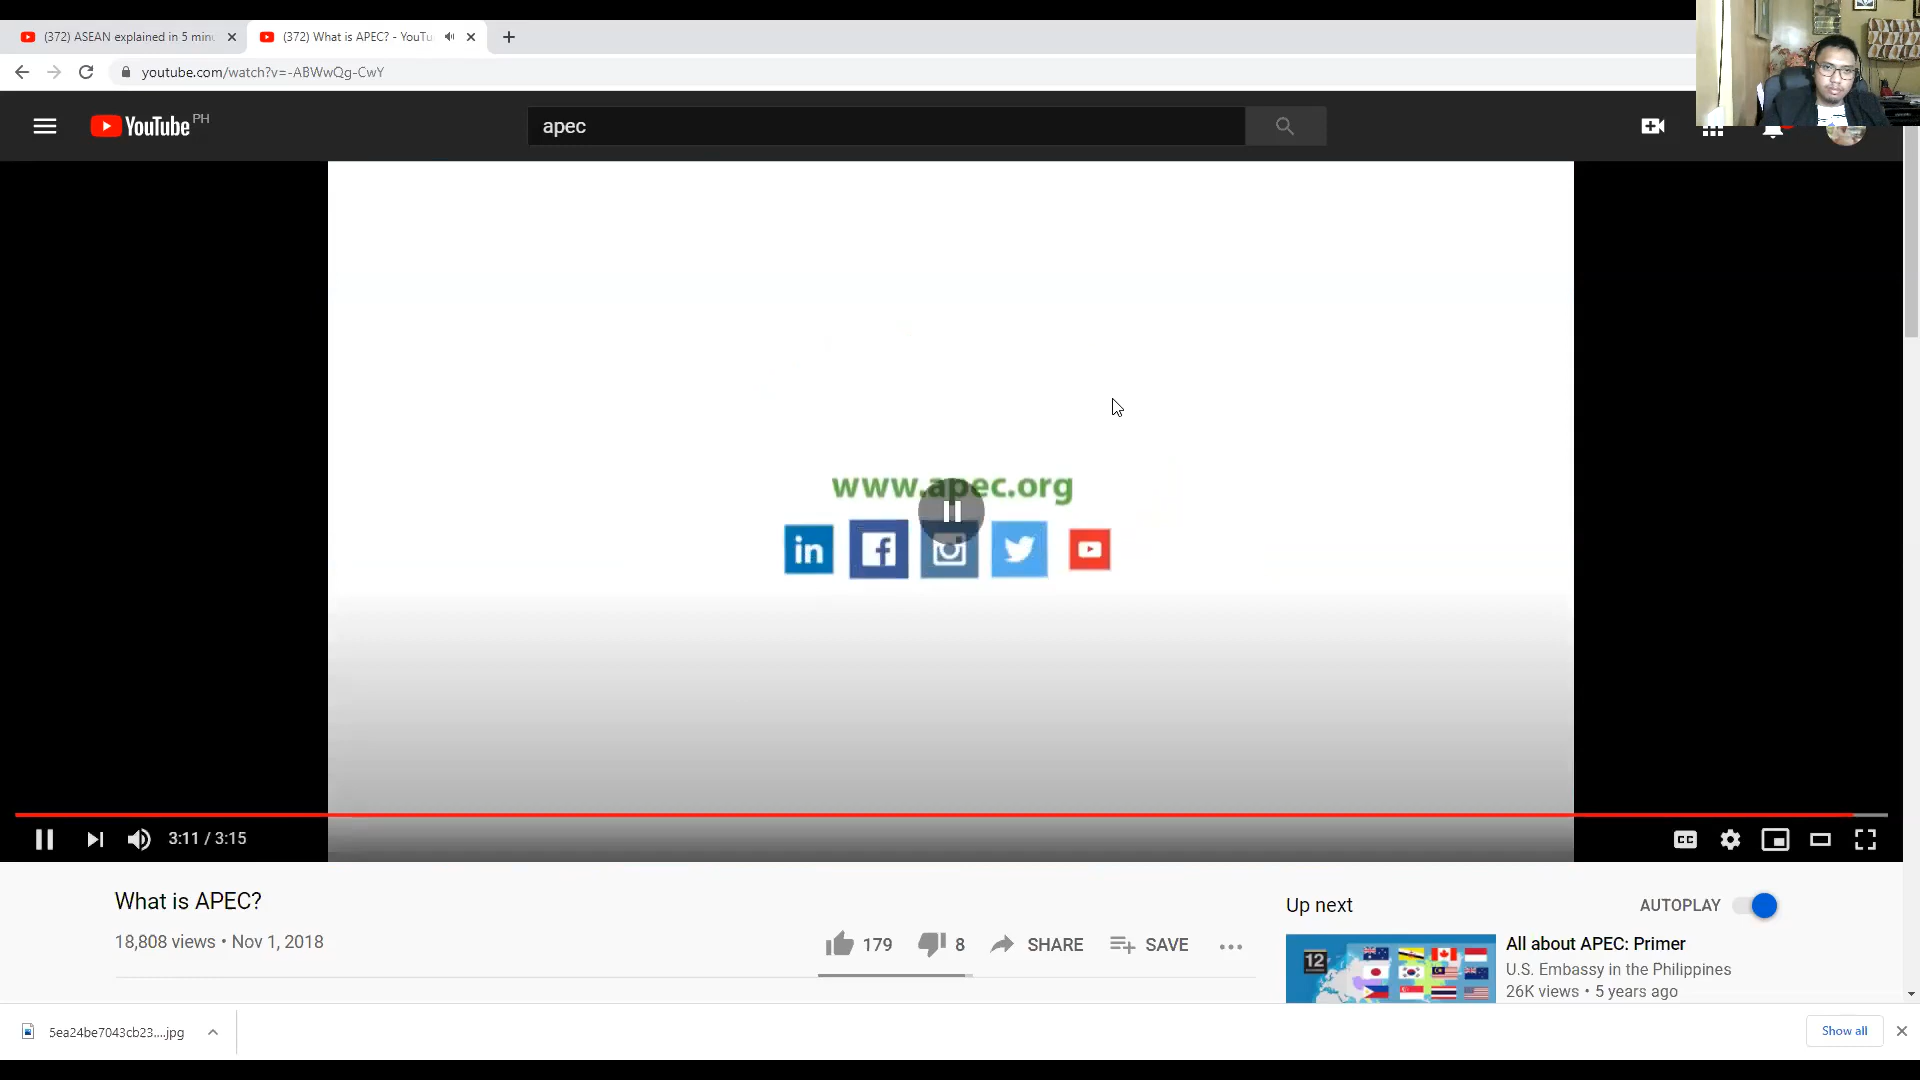 (372) ASEAN explained in 5 minu
(372) What is APEC? - YouTu
youtube.com/watch?v=-ABWwQg-CwY
YouTube PH
apec
www.apec.org
in
3:11 / 3:15
CC
What is APEC?
18,808 views • Nov 1, 2018
179
8
SHARE
SAVE
Up next
AUTOPLAY
12
All about APEC: Primer
U.S. Embassy in the Philippines
26K views • 5 years ago
5ea24be7043cb23....jpg
Show all